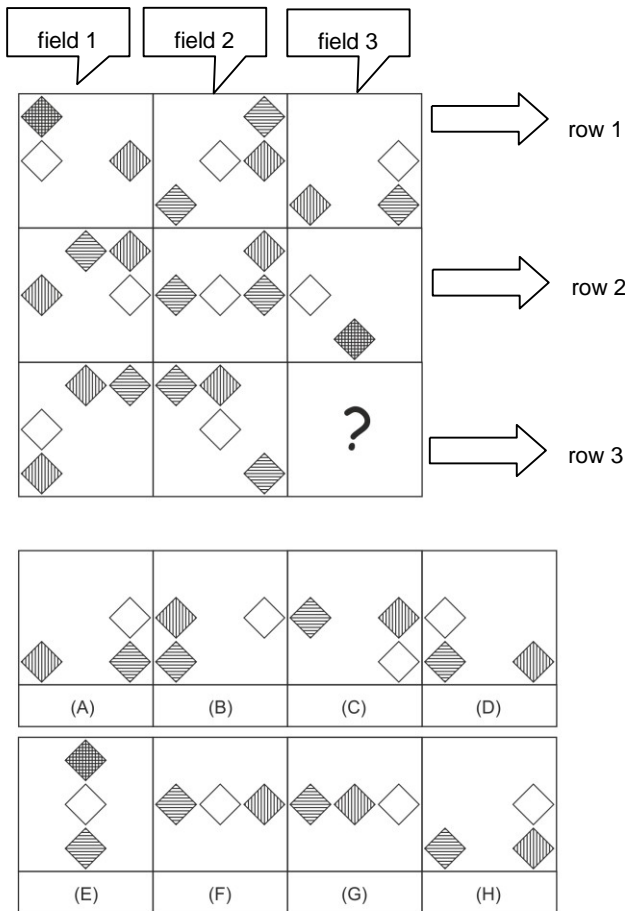 field 1 field 2 field 3
row 1
row 2
?
row 3
(A) (B) (C) (D)
(E) (F) (G) (H)